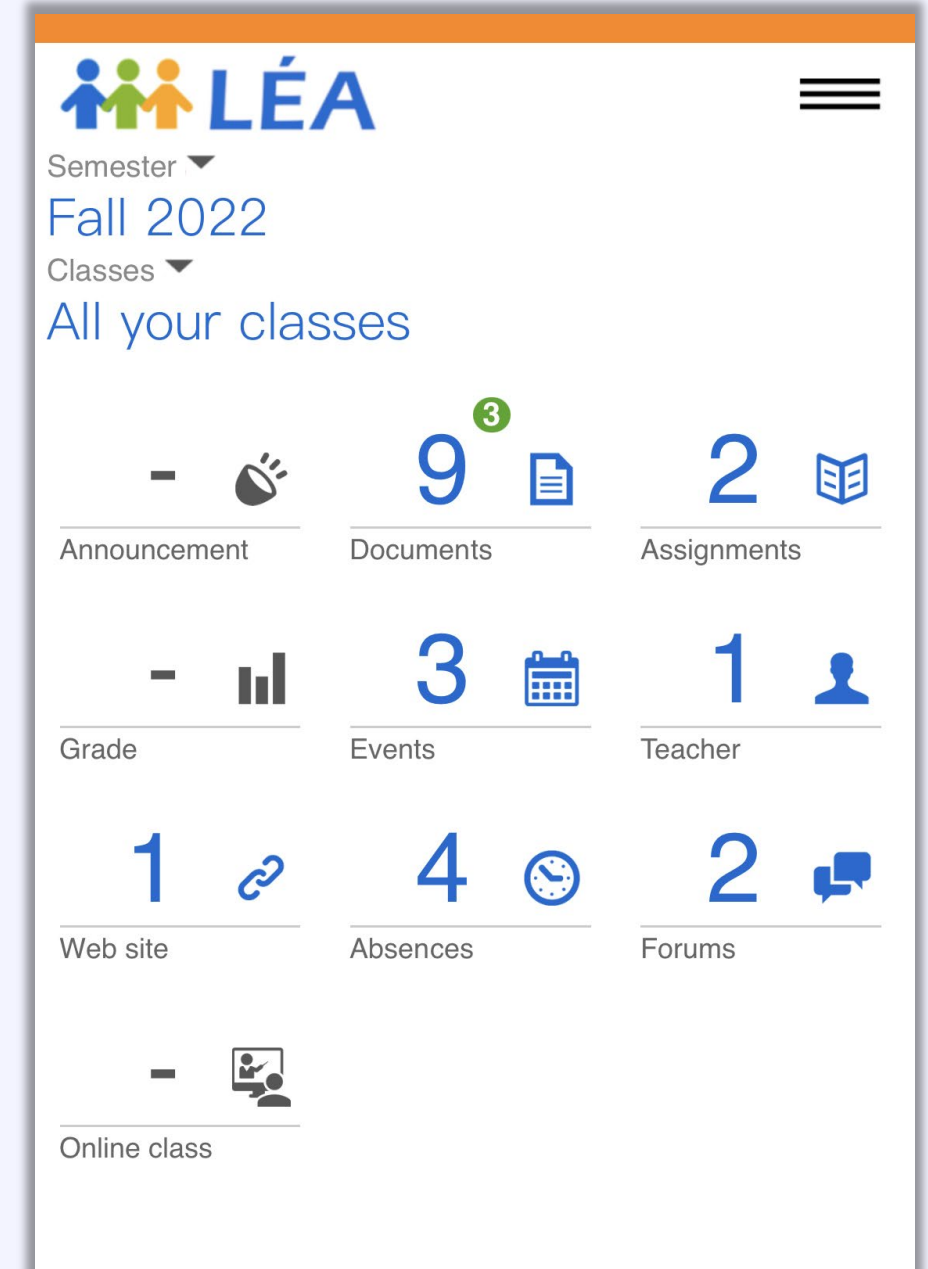 LÉA
Semester
Fall 2022
Classes
All your classes
- 9 3 2
Announcement Documents Assignments
- 3 1
Grade Events Teacher
1 4 2
Web site Absences Forums
-
Online class